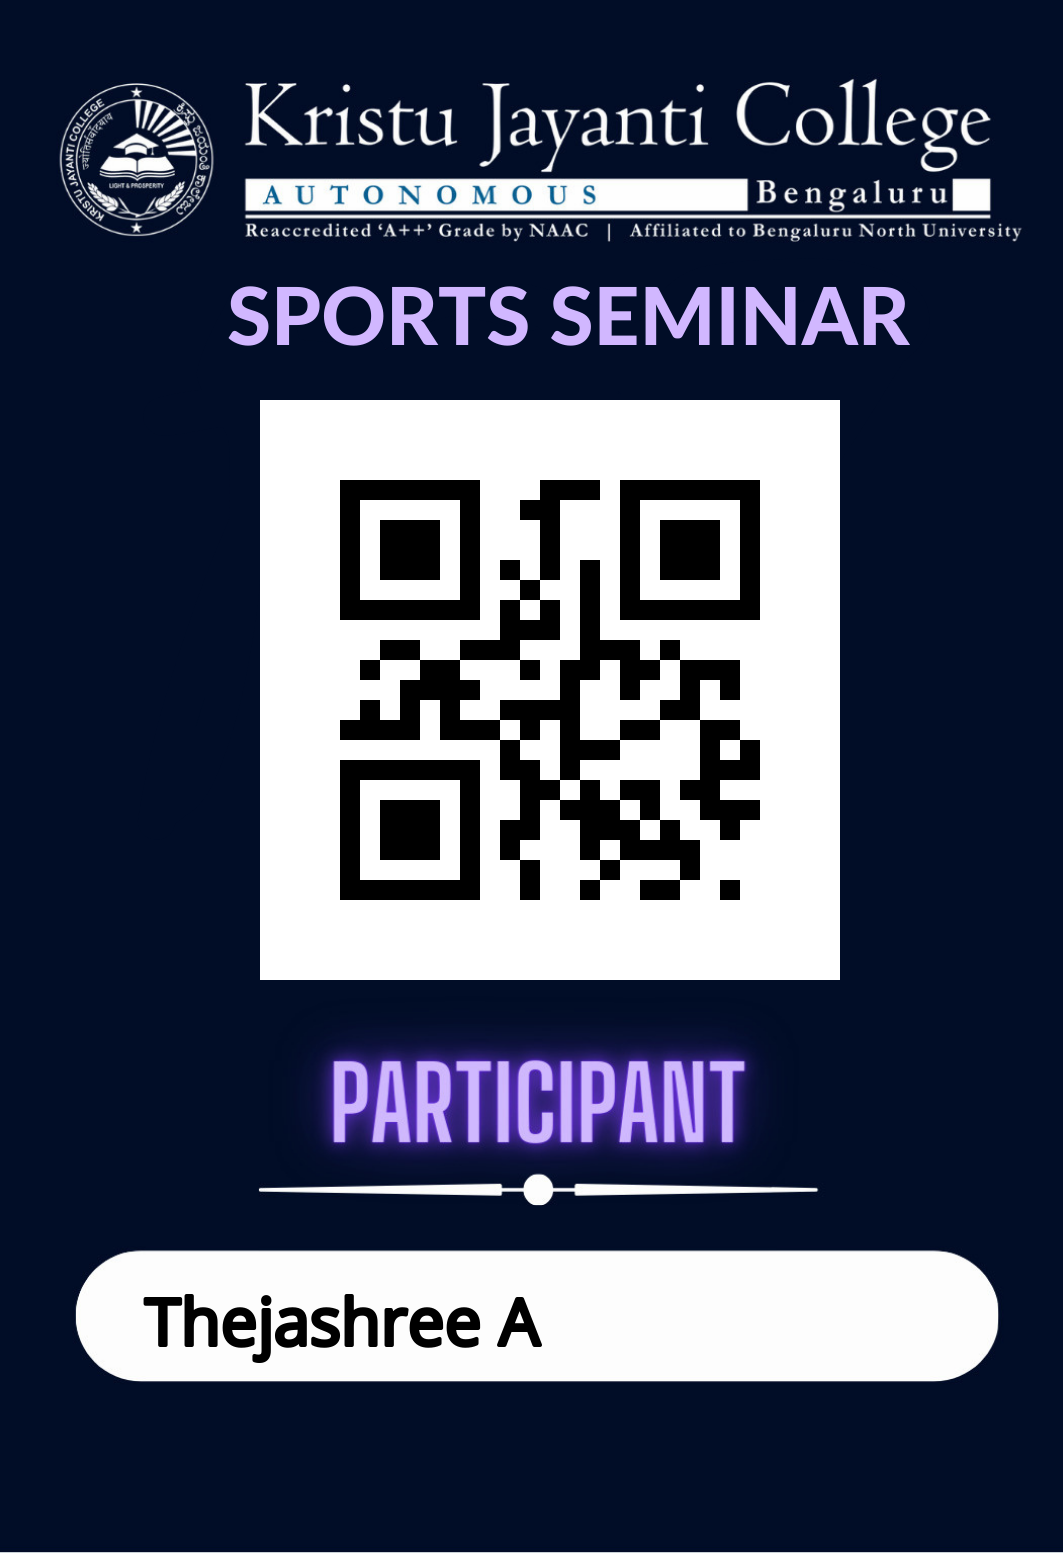 KRISTU JAYANTI COLLEGE
LIGHT & PROSPERITY
Kristu Jayanti College
AUTONOMOUS Bengaluru
Reaccredited ‘A++’ Grade by NAAC | Affiliated to Bengaluru North University
SPORTS SEMINAR
PARTICIPANT
Thejashree A